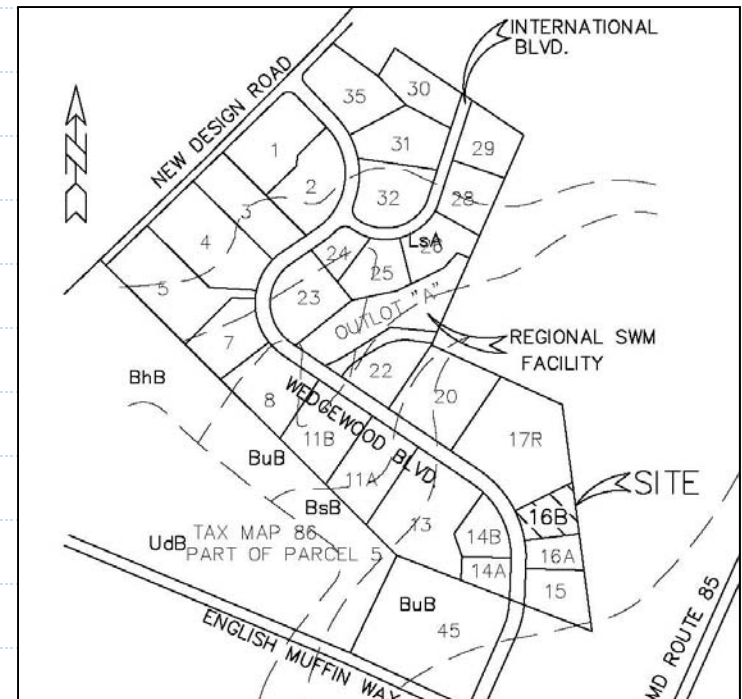 INTERNATIONAL
BLVD.
NEW DESIGN ROAD
N
30
35
31
29
1
2
32
28
3
LsA
26
4
24
25
5
23
OUTLOT "A"
REGIONAL SWM
FACILITY
7
22
BhB
WEDGEWOOD BLVD.
8
20
11B
17R
BuB
11A
SITE
BsB
16B
13
TAX MAP 86
UdB
PART OF PARCEL 5
14B
16A
14A
15
BuB
45
ENGLISH MUFFIN WAY
MD ROUTE 85